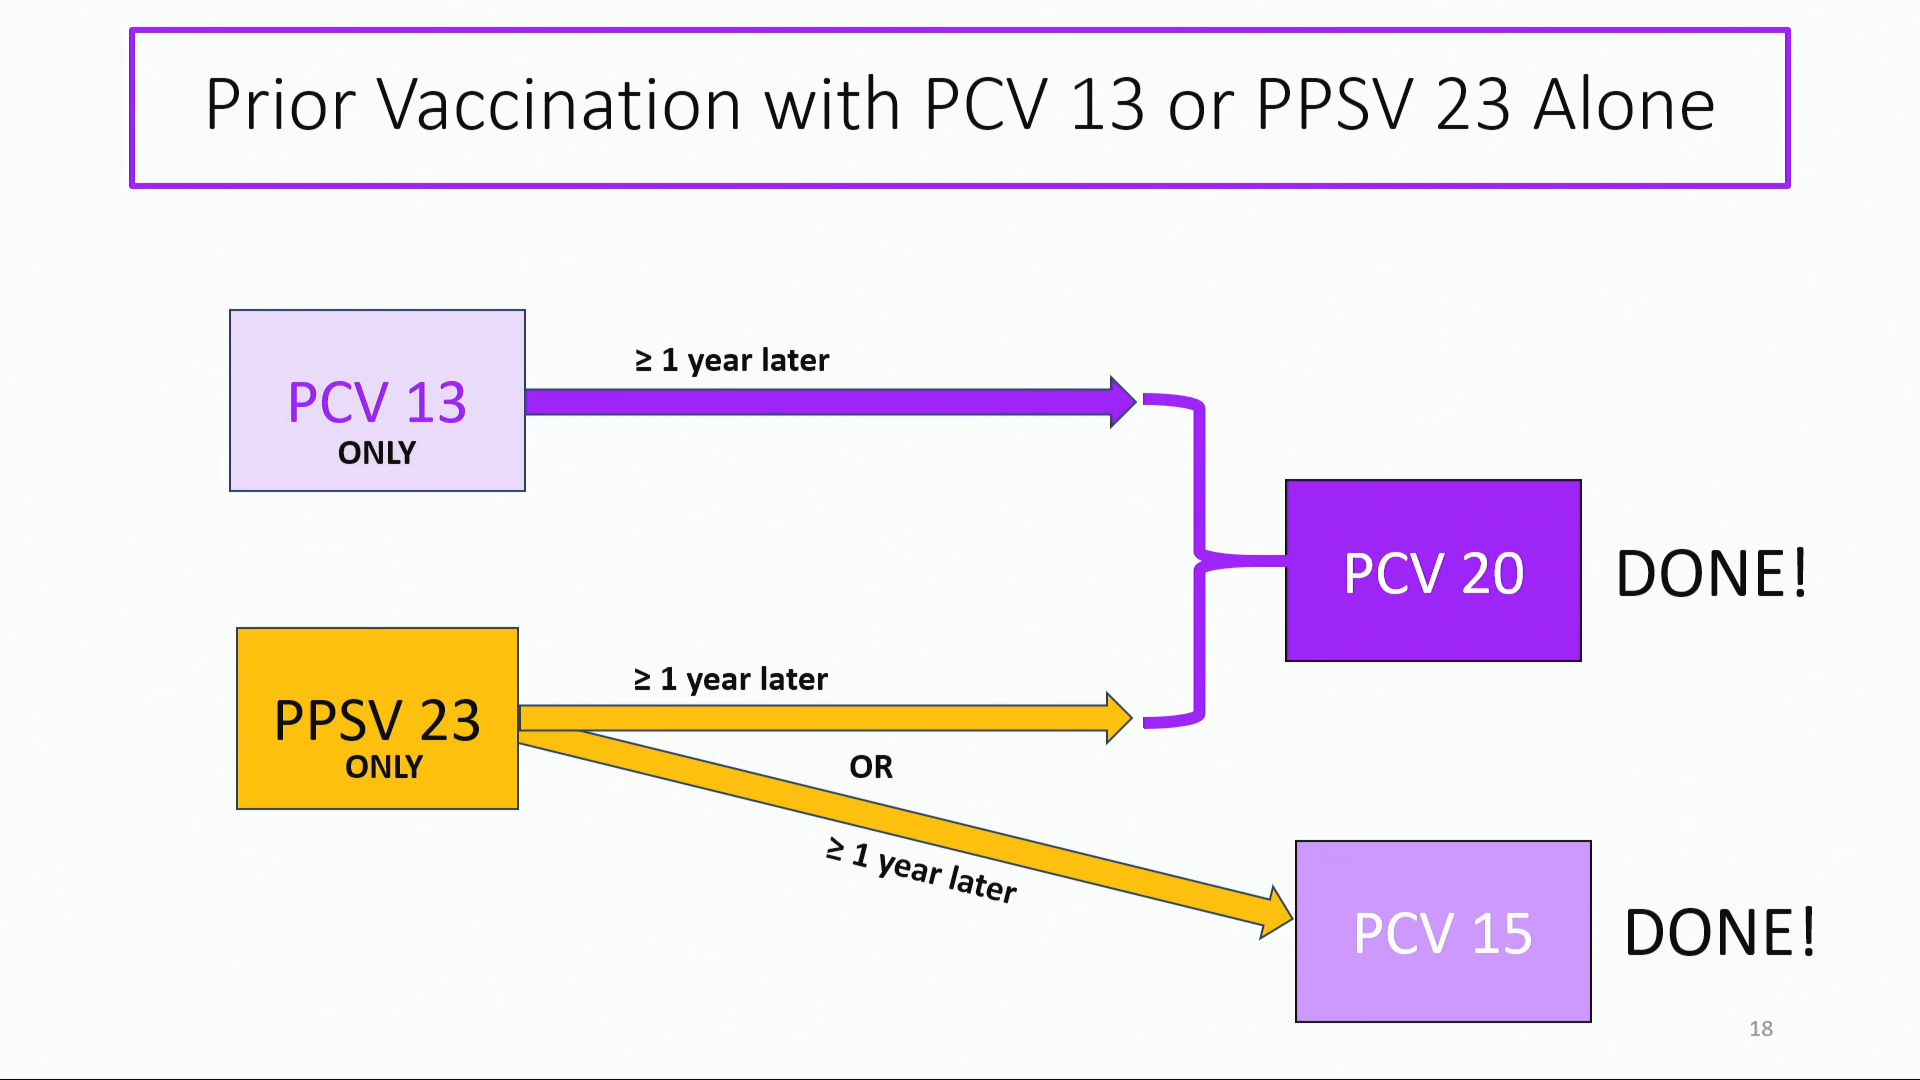 Prior Vaccination with PCV 13 or PPSV 23 Alone
≥ 1 year later
PCV 13
ONLY
PCV 20
DONE!
≥ 1 year later
PPSV 23
ONLY
OR
≥ 1 year later
PCV 15
DONE!
18